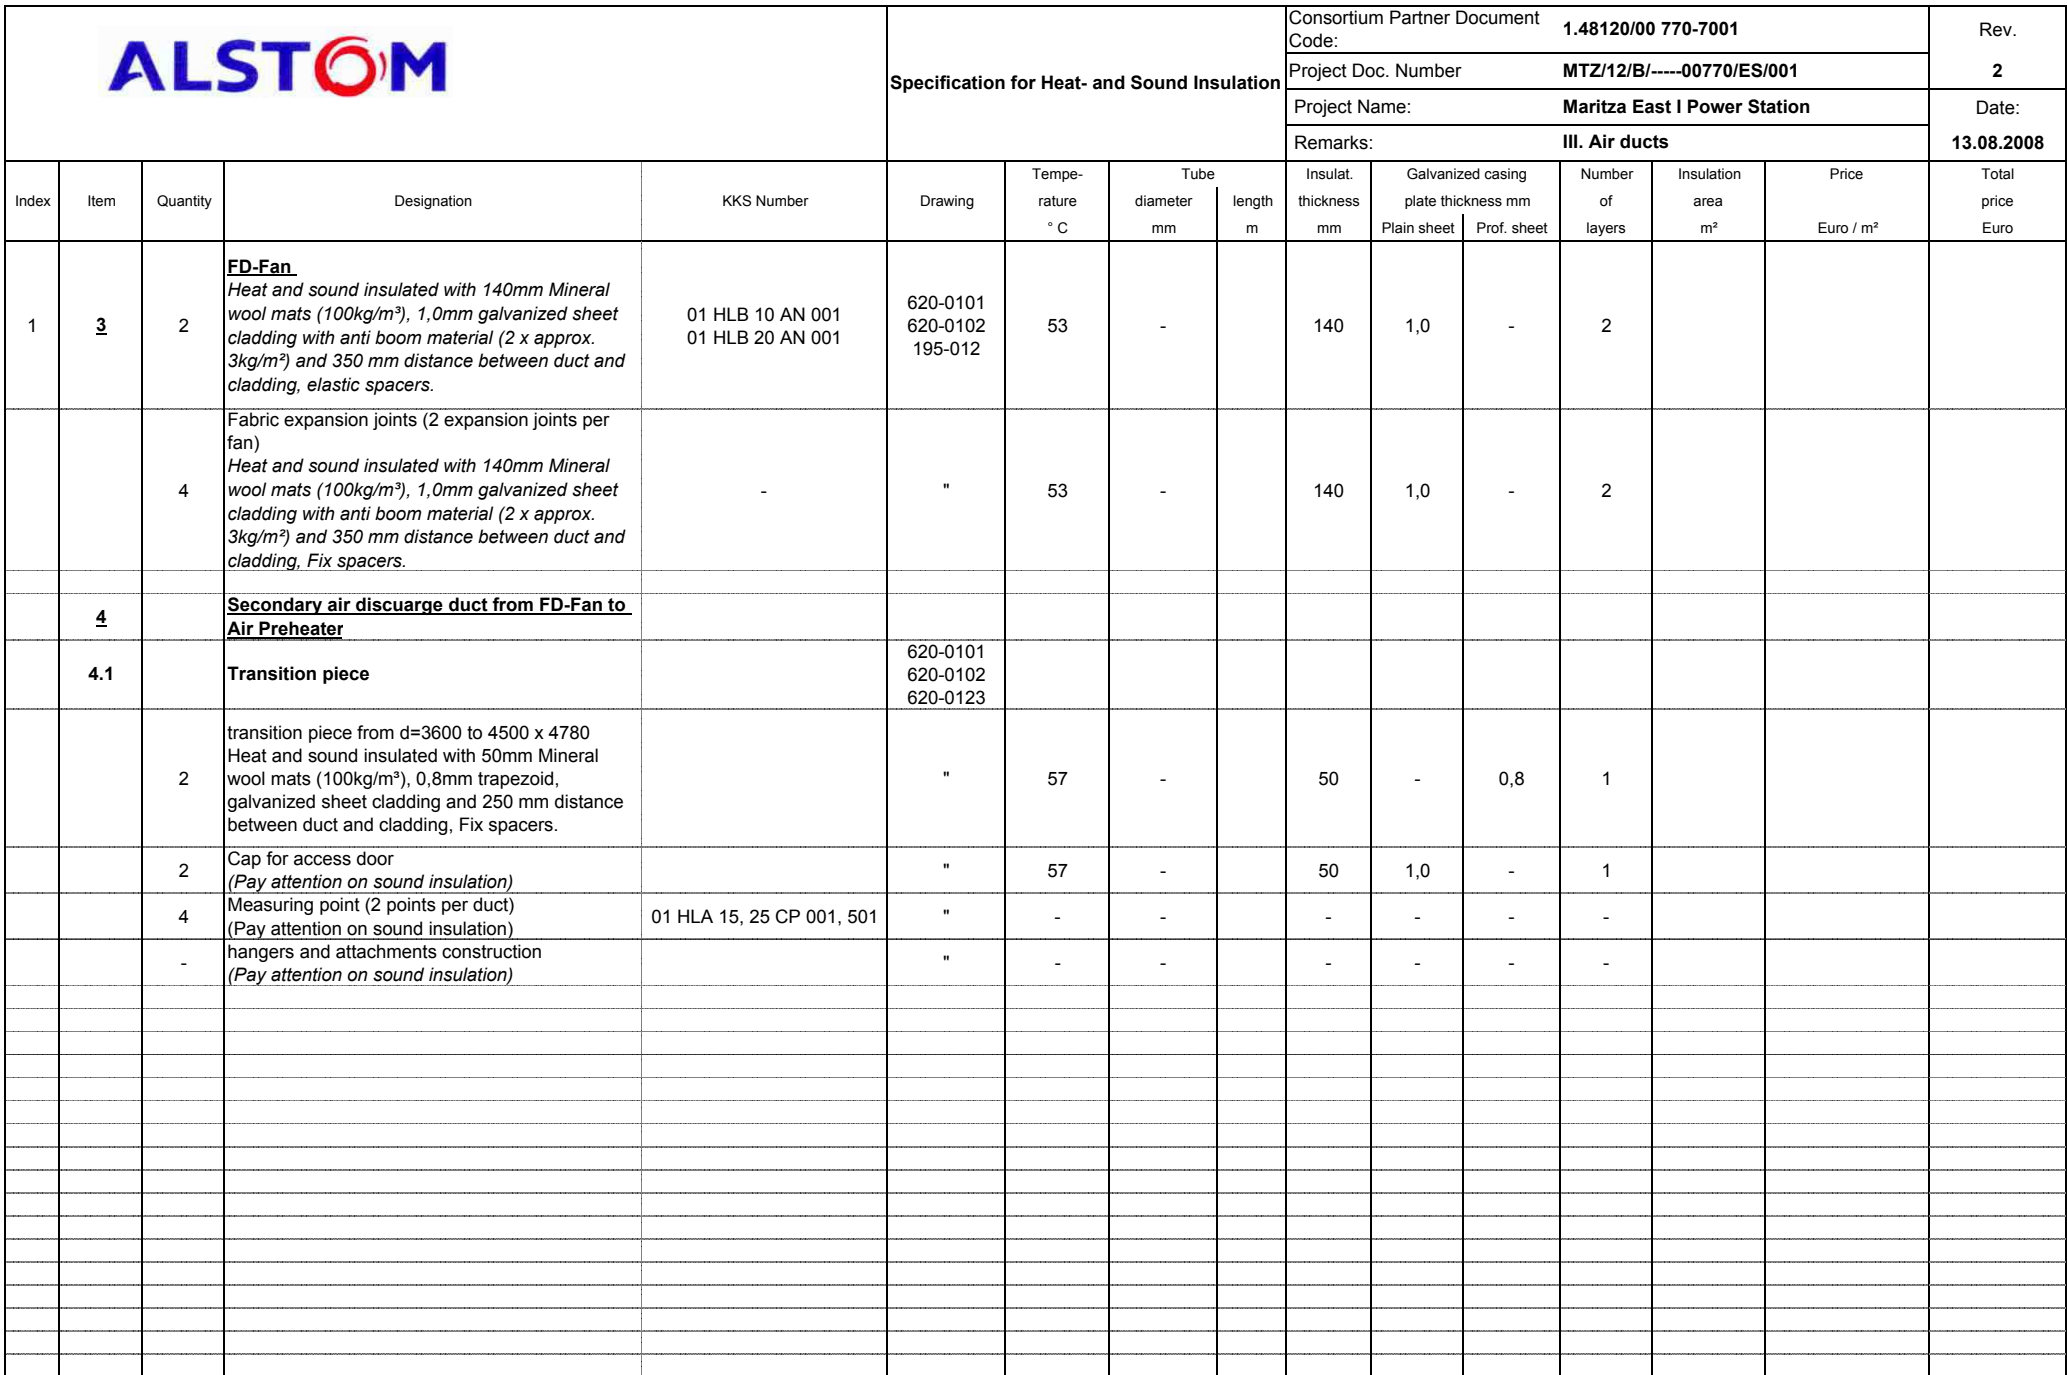 ALSTOM
Specification for Heat- and Sound Insulation
Consortium Partner Document
Code:
1.48120/00 770-7001
Rev.
Project Doc. Number
MTZ/12/B/-----00770/ES/001
2
Project Name:
Maritza East I Power Station
Date:
Remarks:
III. Air ducts
13.08.2008
Index
Item
Quantity
Designation
KKS Number
Drawing
Tempe-
rature
° C
Tube
diameter
mm
length
m
Insulat.
thickness
mm
Galvanized casing
plate thickness mm
Plain sheet
Prof. sheet
Number
of
layers
Insulation
area
m²
Price
Euro / m²
Total
price
Euro
1
3
2
FD-Fan
Heat and sound insulated with 140mm Mineral
wool mats (100kg/m³), 1,0mm galvanized sheet
cladding with anti boom material (2 x approx.
3kg/m²) and 350 mm distance between duct and
cladding, elastic spacers.
01 HLB 10 AN 001
01 HLB 20 AN 001
620-0101
620-0102
195-012
53
-
140
1,0
-
2
4
Fabric expansion joints (2 expansion joints per
fan)
Heat and sound insulated with 140mm Mineral
wool mats (100kg/m³), 1,0mm galvanized sheet
cladding with anti boom material (2 x approx.
3kg/m²) and 350 mm distance between duct and
cladding, Fix spacers.
-
"
53
-
140
1,0
-
2
4
Secondary air discuarge duct from FD-Fan to
Air Preheater
4.1
Transition piece
620-0101
620-0102
620-0123
2
transition piece from d=3600 to 4500 x 4780
Heat and sound insulated with 50mm Mineral
wool mats (100kg/m³), 0,8mm trapezoid,
galvanized sheet cladding and 250 mm distance
between duct and cladding, Fix spacers.
"
57
-
50
-
0,8
1
2
Cap for access door
(Pay attention on sound insulation)
"
57
-
50
1,0
-
1
4
Measuring point (2 points per duct)
(Pay attention on sound insulation)
01 HLA 15, 25 CP 001, 501
"
-
-
-
-
-
-
-
hangers and attachments construction
(Pay attention on sound insulation)
"
-
-
-
-
-
-